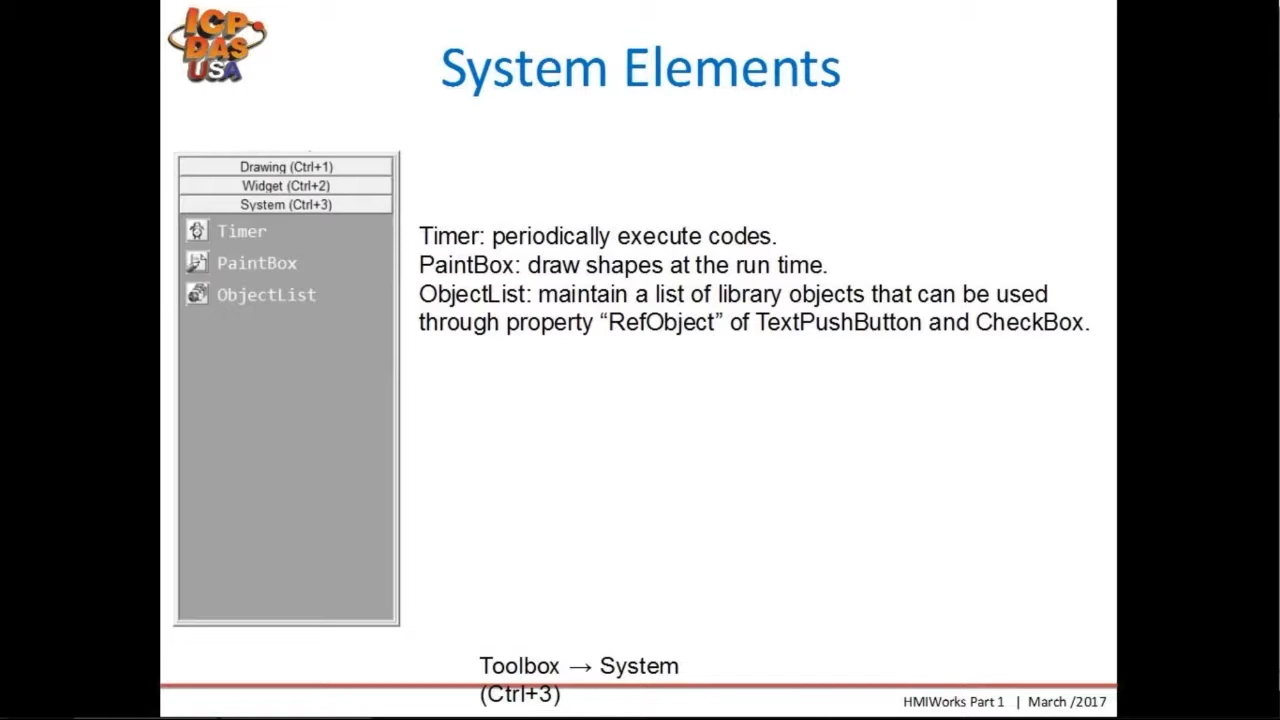 ICP
DAS
USA
System Elements
Drawing (Ctrl+1)
Widget (Ctrl+2)
System (Ctrl+3)
Timer
PaintBox
ObjectList
Timer: periodically execute codes.
PaintBox: draw shapes at the run time.
ObjectList: maintain a list of library objects that can be used
through property “RefObject” of TextPushButton and CheckBox.
Toolbox → System
(Ctrl+3)
HMIWorks Part 1 | March /2017